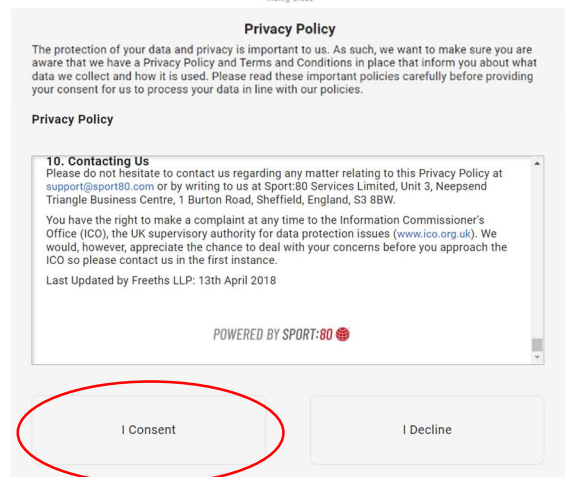 Privacy Policy
The protection of your data and privacy is important to us. As such, we want to make sure you are
aware that we have a Privacy Policy and Terms and Conditions in place that inform you about what
data we collect and how it is used. Please read these important policies carefully before providing
your consent for us to process your data in line with our policies.
Privacy Policy
10. Contacting Us
Please do not hesitate to contact us regarding any matter relating to this Privacy Policy at
support@sport80.com or by writing to us at Sport:80 Services Limited, Unit 3, Neepsend
Triangle Business Centre, 1 Burton Road, Sheffield, England, S3 8BW.
You have the right to make a complaint at any time to the Information Commissioner's
Office (ICO), the UK supervisory authority for data protection issues (www.ico.org.uk). We
would, however, appreciate the chance to deal with your concerns before you approach the
ICO so please contact us in the first instance.
Last Updated by Freeths LLP: 13th April 2018
POWERED BY SPORT:80
I Consent
I Decline